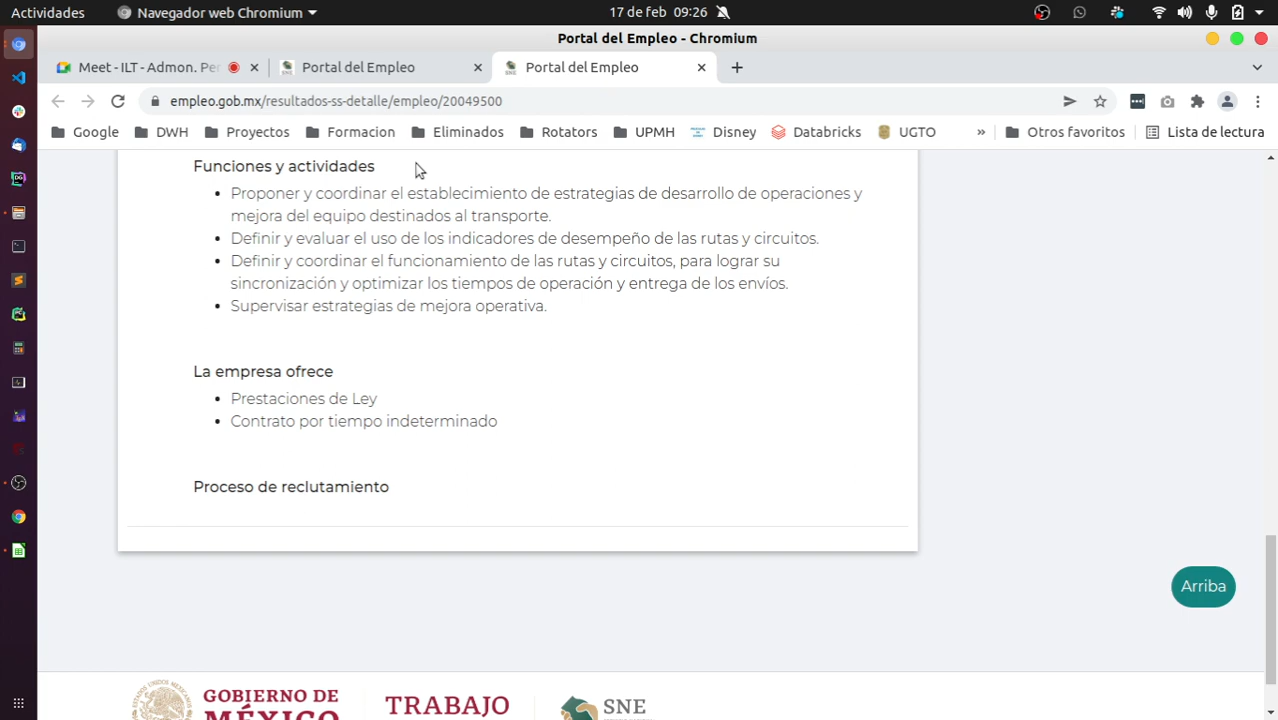 Actividades
Navegador web Chromium
17 de feb 09:26
Portal del Empleo - Chromium
Meet - ILT - Admon. Per
Portal del Empleo
Portal del Empleo
empleo.gob.mx/resultados-ss-detalle/empleo/20049500
Google
DWH
Proyectos
Formacion
Eliminados
Rotators
UPMH
Disney
Databricks
UGTO
»
Otros favoritos
Lista de lectura
Funciones y actividades
• Proponer y coordinar el establecimiento de estrategias de desarrollo de operaciones y
mejora del equipo destinados al transporte.
• Definir y evaluar el uso de los indicadores de desempeño de las rutas y circuitos.
• Definir y coordinar el funcionamiento de las rutas y circuitos, para lograr su
sincronización y optimizar los tiempos de operación y entrega de los envíos.
• Supervisar estrategias de mejora operativa.
La empresa ofrece
• Prestaciones de Ley
• Contrato por tiempo indeterminado
Proceso de reclutamiento
Arriba
GOBIERNO DE
MÉXICO
TRABAJO
SNE